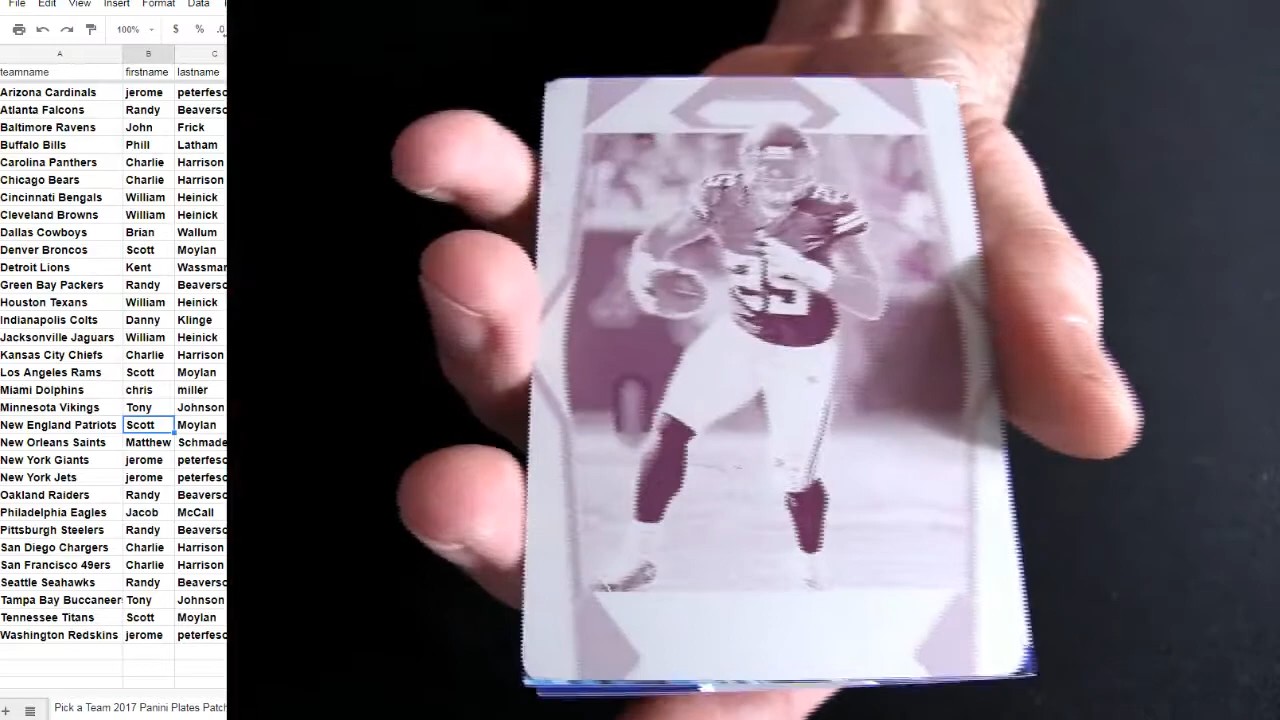 File Edit View Insert Format Data
100% $ % .0
A B C
teamname firstname lastname
Arizona Cardinals jerome peterfeso
Atlanta Falcons Randy Beaverso
Baltimore Ravens John Frick
Buffalo Bills Phill Latham
Carolina Panthers Charlie Harrison
Chicago Bears Charlie Harrison
Cincinnati Bengals William Heinick
Cleveland Browns William Heinick
Dallas Cowboys Brian Wallum
Denver Broncos Scott Moylan
Detroit Lions Kent Wassmar
Green Bay Packers Randy Beaverso
Houston Texans William Heinick
Indianapolis Colts Danny Klinge
Jacksonville Jaguars William Heinick
Kansas City Chiefs Charlie Harrison
Los Angeles Rams Scott Moylan
Miami Dolphins chris miller
Minnesota Vikings Tony Johnson
New England Patriots Scott Moylan
New Orleans Saints Matthew Schmade
New York Giants jerome peterfeso
New York Jets jerome peterfeso
Oakland Raiders Randy Beaverso
Philadelphia Eagles Jacob McCall
Pittsburgh Steelers Randy Beaverso
San Diego Chargers Charlie Harrison
San Francisco 49ers Charlie Harrison
Seattle Seahawks Randy Beaverso
Tampa Bay Buccaneer Tony Johnson
Tennessee Titans Scott Moylan
Washington Redskins jerome peterfeso
Pick a Team 2017 Panini Plates Patch
25